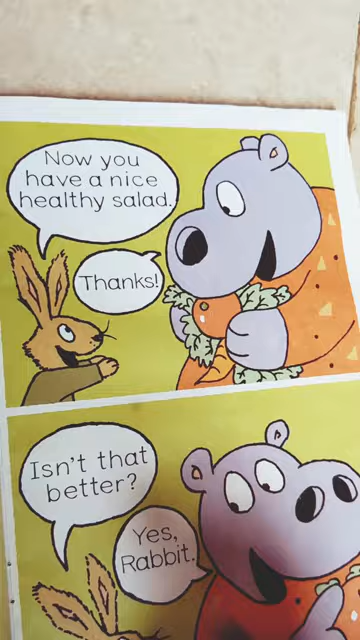 Now you
have a nice
healthy salad.
Thanks!
Isn't that
better?
Yes,
Rabbit.